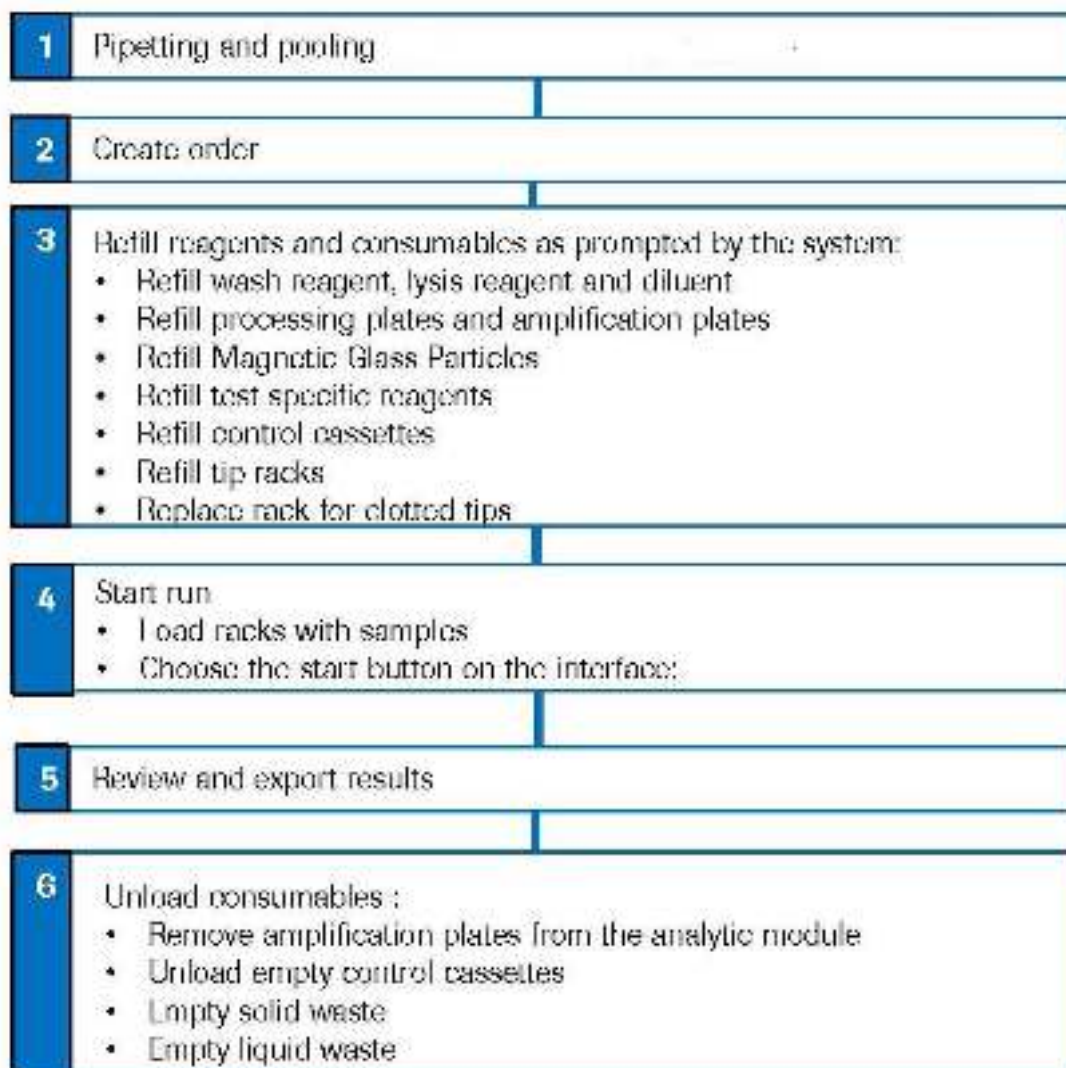 1 Pipetting and pooling
2 Create order
3 Refill reagents and consumables as prompted by the system:
• Refill wash reagent, lysis reagent and diluent
• Refill processing plates and amplification plates
• Refill Magnetic Glass Particles
• Refill test specific reagents
• Refill control cassettes
• Refill tip racks
• Replace rack for clotted tips
4 Start run
• Load racks with samples
• Choose the start button on the interface:
5 Review and export results
6 Unload consumables :
• Remove amplification plates from the analytic module
• Unload empty control cassettes
• Empty solid waste
• Empty liquid waste